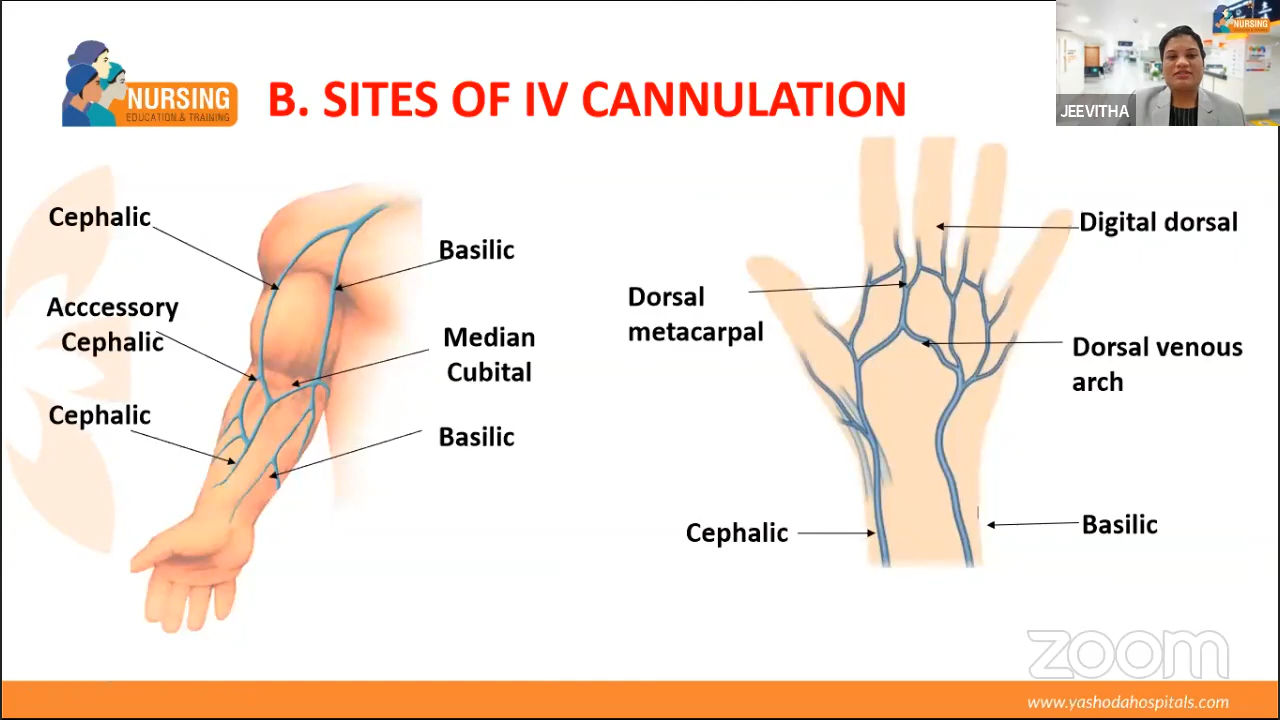 NURSING
EDUCATION & TRAINING
B. SITES OF IV CANNULATION
NURSING
JEEVITHA
Cephalic
Basilic
Acccessory
Cephalic
Median
Cubital
Cephalic
Basilic
Digital dorsal
Dorsal
metacarpal
Dorsal venous
arch
Cephalic
Basilic
zoom
www.yashodahospitals.com